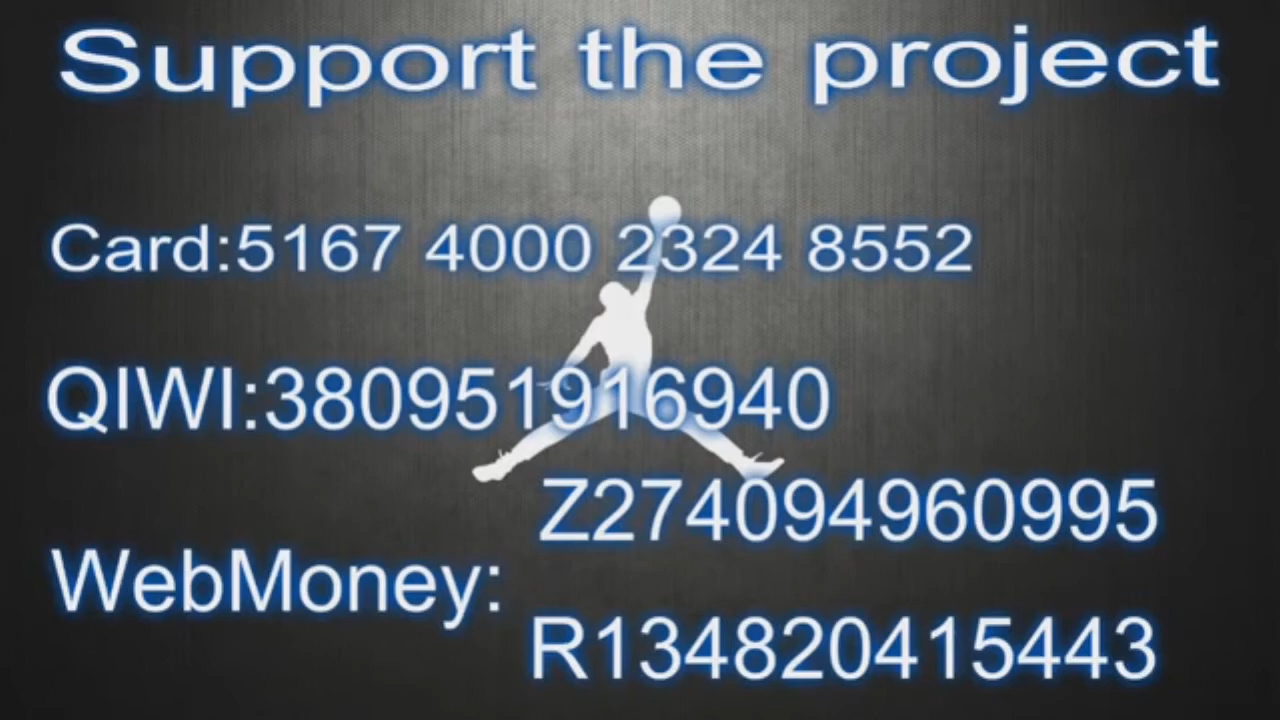 Support the project
Card:5167 4000 2324 8552
QIWI:380951916940
Z274094960995
WebMoney:
R134820415443